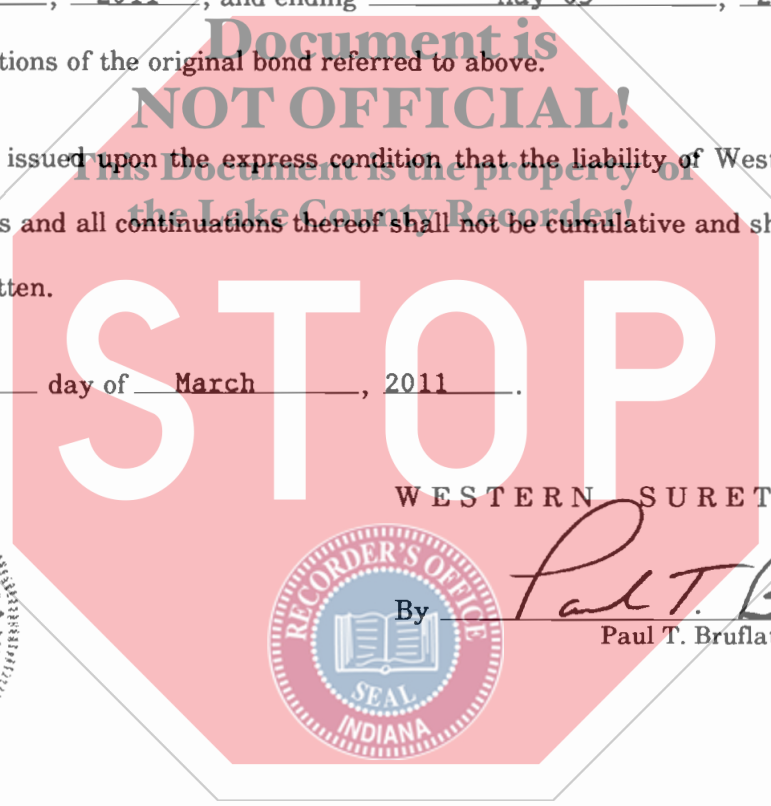 2011, and ending May, 2
Document is
tions of the original bond referred to above.
NOT OFFICIAL!
issued upon the express condition that the liability of West
This Document is the property of
s and all continuations thereof shall not be cumulative and sh
the Lake County Recorder!
tten.
STOP
day of March, 2011.
WESTERN SURET
RECORDER'S OFFICE
By Paul T. B
Paul T. Brufla
SEAL
INDIANA